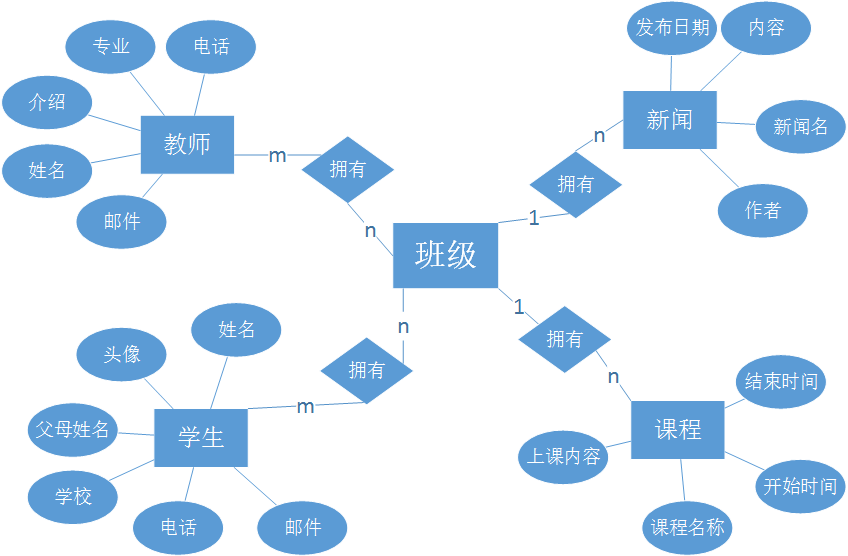 发布日期
内容
专业
电话
介绍
新闻
新闻名
教师
n
m
拥有
姓名
拥有
作者
邮件
1
n
班级
1
姓名
n
拥有
头像
拥有
n
结束时间
m
父母姓名
学生
课程
上课内容
学校
开始时间
电话
邮件
课程名称